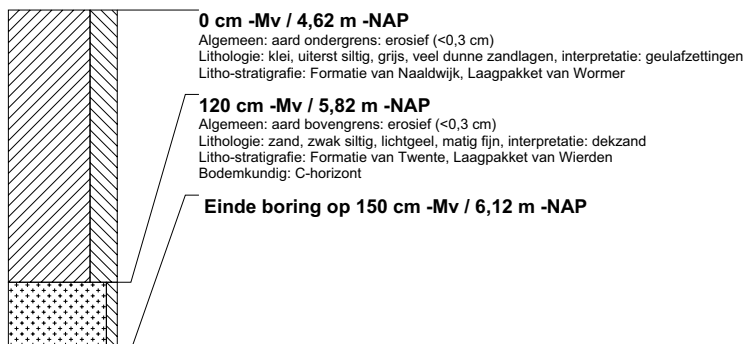 0 cm -Mv / 4,62 m -NAP
Algemeen: aard ondergrens: erosief (<0,3 cm)
Lithologie: klei, uiterst siltig, grijs, veel dunne zandlagen, interpretatie: geulafzettingen
Litho-stratigrafie: Formatie van Naaldwijk, Laagpakket van Wormer
120 cm -Mv / 5,82 m -NAP
Algemeen: aard bovengrens: erosief (<0,3 cm)
Lithologie: zand, zwak siltig, lichtgeel, matig fijn, interpretatie: dekzand
Litho-stratigrafie: Formatie van Twente, Laagpakket van Wierden
Bodemkundig: C-horizont
Einde boring op 150 cm -Mv / 6,12 m -NAP